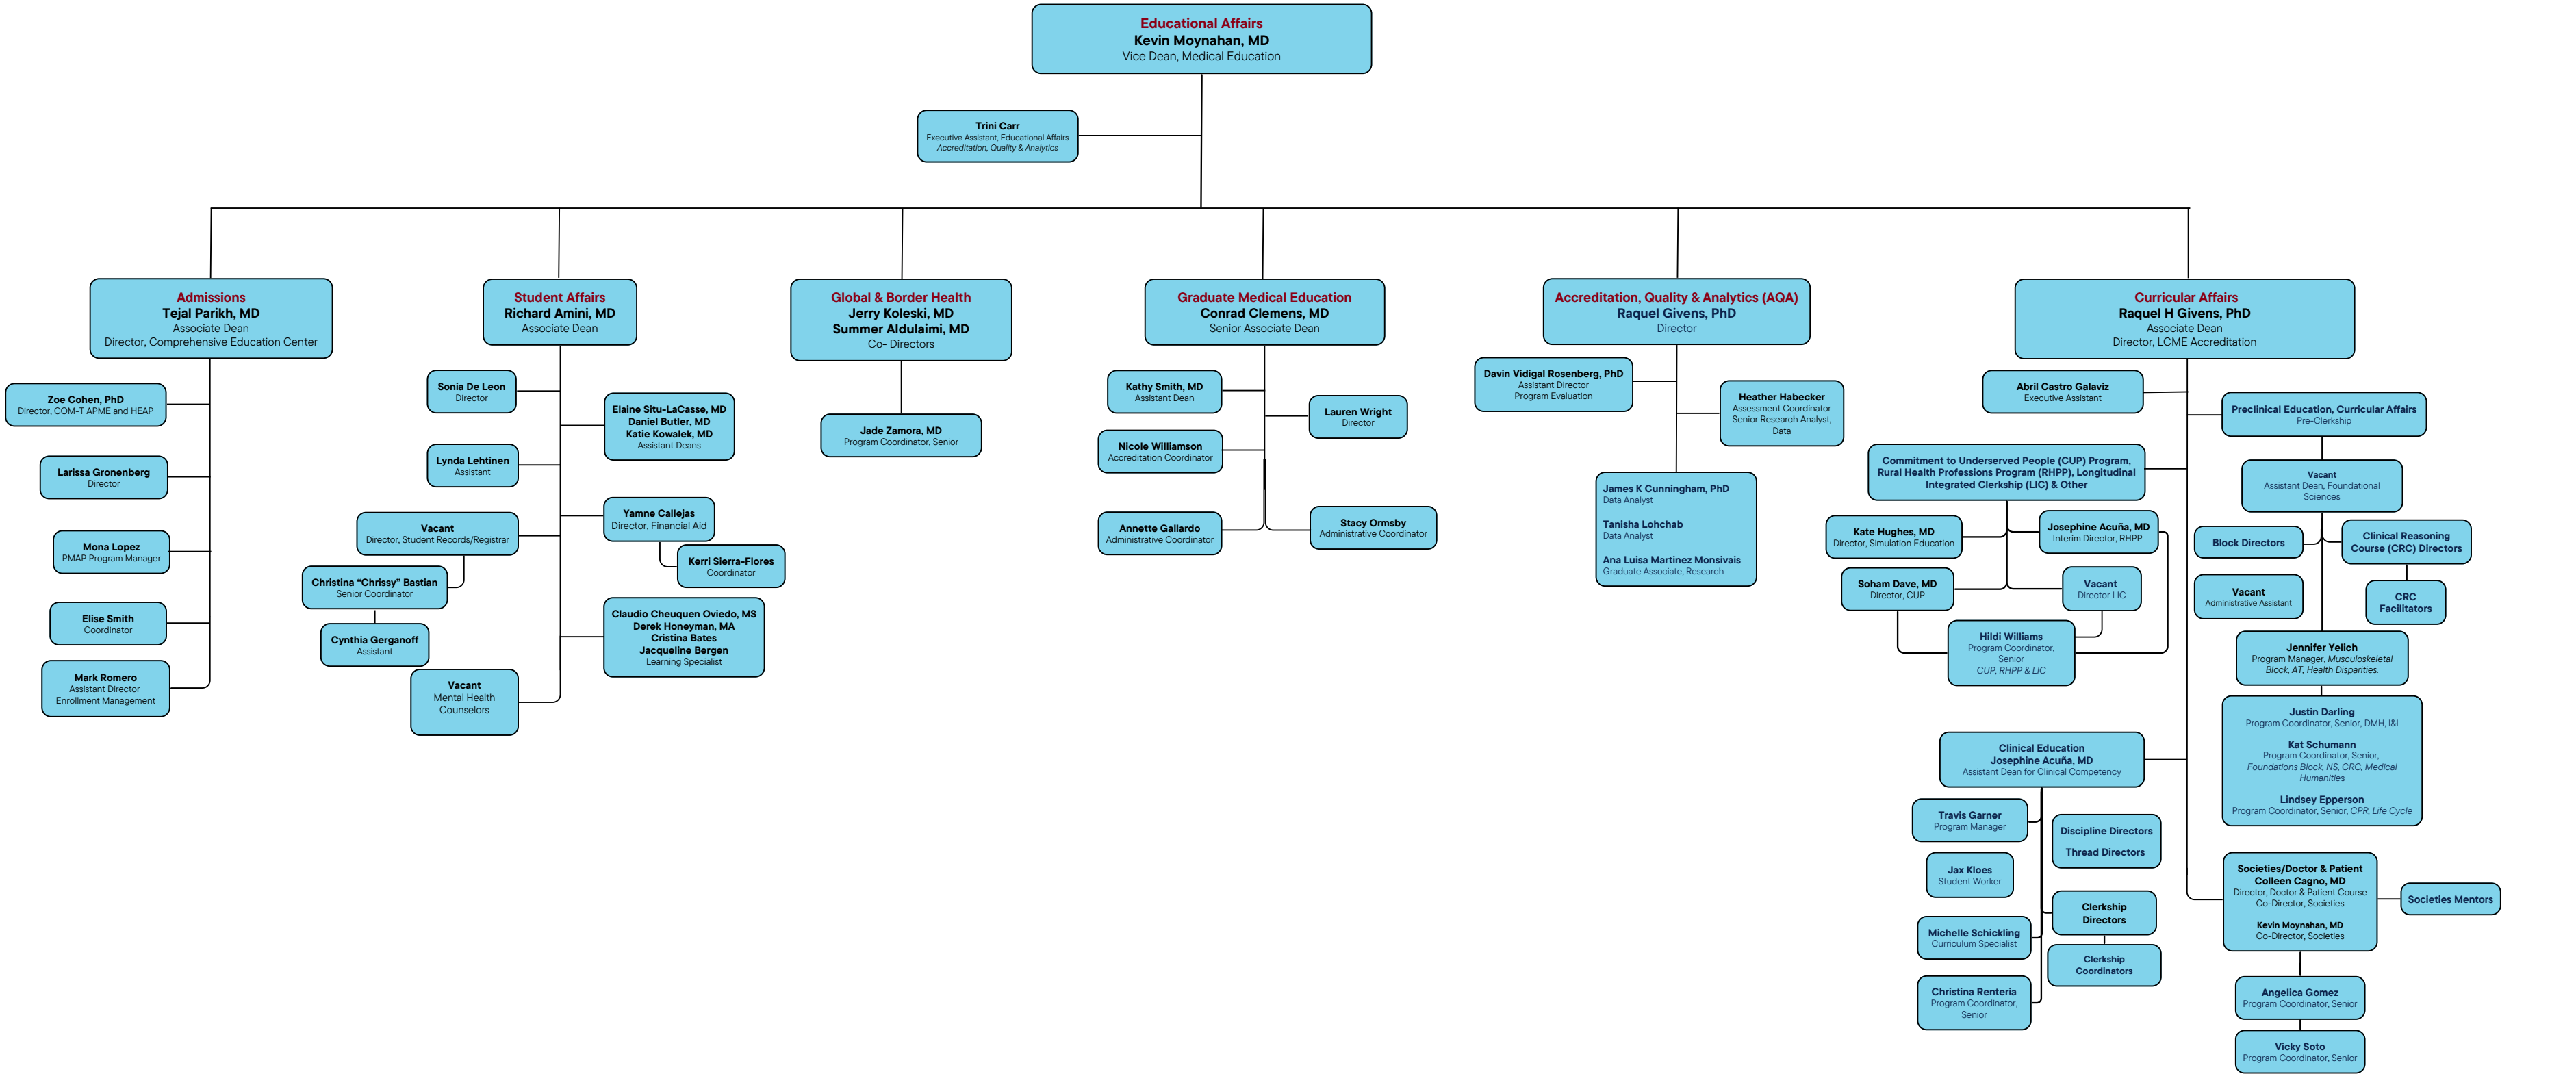 Educational Affairs
Kevin Moynahan, MD
Vice Dean, Medical Education
Trini Carr
Executive Assistant, Educational Affairs
Accreditation, Quality & Analytics
Admissions
Tejal Parikh, MD
Associate Dean
Director, Comprehensive Education Center
Zoe Cohen, PhD
Director, COM-T APME and HEAP
Larissa Gronenberg
Director
Mona Lopez
PMAP Program Manager
Elise Smith
Coordinator
Mark Romero
Assistant Director
Enrollment Management
Student Affairs
Richard Amini, MD
Associate Dean
Sonia De Leon
Director
Elaine Situ-LaCasse, MD
Daniel Butler, MD
Katie Kowalek, MD
Assistant Deans
Lynda Lehtinen
Assistant
Yamne Callejas
Director, Financial Aid
Vacant
Director, Student Records/Registrar
Kerri Sierra-Flores
Coordinator
Christina “Chrissy” Bastian
Senior Coordinator
Cynthia Gerganoff
Assistant
Claudio Cheuquen Oviedo, MS
Derek Honeyman, MA
Cristina Bates
Jacqueline Bergen
Learning Specialist
Vacant
Mental Health
Counselors
Global & Border Health
Jerry Koleski, MD
Summer Aldulaimi, MD
Co- Directors
Jade Zamora, MD
Program Coordinator, Senior
Graduate Medical Education
Conrad Clemens, MD
Senior Associate Dean
Kathy Smith, MD
Assistant Dean
Lauren Wright
Director
Nicole Williamson
Accreditation Coordinator
Annette Gallardo
Administrative Coordinator
Stacy Ormsby
Administrative Coordinator
Accreditation, Quality & Analytics (AQA)
Raquel Givens, PhD
Director
Davin Vidigal Rosenberg, PhD
Assistant Director
Program Evaluation
Heather Habecker
Assessment Coordinator
Senior Research Analyst,
Data
James K Cunningham, PhD
Data Analyst
Tanisha Lohchab
Data Analyst
Ana Luisa Martinez Monsivais
Graduate Associate, Research
Curricular Affairs
Raquel H Givens, PhD
Associate Dean
Director, LCME Accreditation
Abril Castro Galaviz
Executive Assistant
Preclinical Education, Curricular Affairs
Pre-Clerkship
Commitment to Underserved People (CUP) Program,
Rural Health Professions Program (RHPP), Longitudinal
Integrated Clerkship (LIC) & Other
Kate Hughes, MD
Director, Simulation Education
Josephine Acuña, MD
Interim Director, RHPP
Soham Dave, MD
Director, CUP
Vacant
Director LIC
Hildi Williams
Program Coordinator,
Senior
CUP, RHPP & LIC
Vacant
Assistant Dean, Foundational
Sciences
Block Directors
Clinical Reasoning
Course (CRC) Directors
Vacant
Administrative Assistant
CRC
Facilitators
Jennifer Yelich
Program Manager, Musculoskeletal
Block, AT, Health Disparities.
Justin Darling
Program Coordinator, Senior, DMH, I&I
Kat Schumann
Program Coordinator, Senior,
Foundations Block, NS, CRC, Medical
Humanities
Lindsey Epperson
Program Coordinator, Senior, CPR, Life Cycle
Clinical Education
Josephine Acuña, MD
Assistant Dean for Clinical Competency
Travis Garner
Program Manager
Discipline Directors
Thread Directors
Jax Kloes
Student Worker
Clerkship
Directors
Michelle Schickling
Curriculum Specialist
Clerkship
Coordinators
Christina Renteria
Program Coordinator,
Senior
Societies/Doctor & Patient
Colleen Cagno, MD
Director, Doctor & Patient Course
Co-Director, Societies
Kevin Moynahan, MD
Co-Director, Societies
Societies Mentors
Angelica Gomez
Program Coordinator, Senior
Vicky Soto
Program Coordinator, Senior